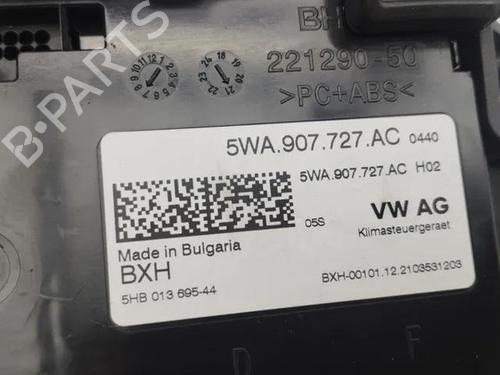 BH
221290-50
>PC+ABS<
5WA.907.727.AC 0440
5WA.907.727.AC H02
05S
VW AG
Klimasteuergeraet
Made in Bulgaria
BXH
5HB 013 695-44
BXH-00101.12.2103531203
D
F
B-PARTS